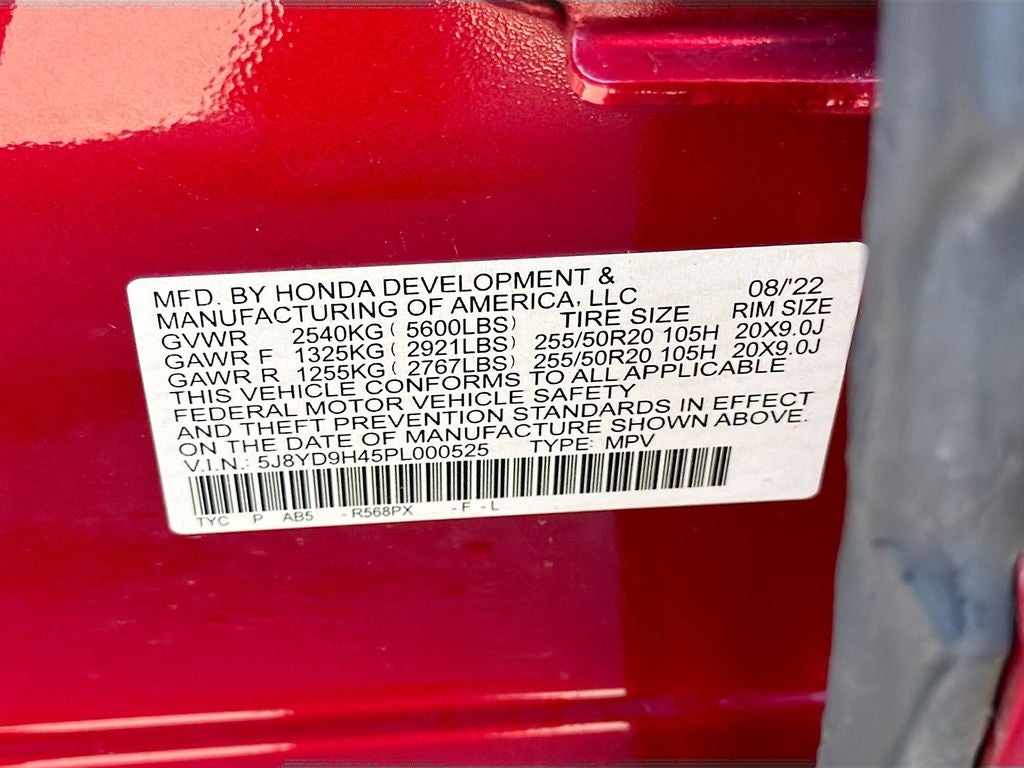 MFD. BY HONDA DEVELOPMENT & 08/'22
MANUFACTURING OF AMERICA, LLC RIM SIZE
GVWR 2540KG ( 5600LBS) TIRE SIZE 20X9.0J
GAWR F 1325KG ( 2921LBS) 255/50R20 105H 20X9.0J
GAWR R 1255KG ( 2767LBS) 255/50R20 105H
THIS VEHICLE CONFORMS TO ALL APPLICABLE
FEDERAL MOTOR VEHICLE SAFETY
AND THEFT PREVENTION STANDARDS IN EFFECT
ON THE DATE OF MANUFACTURE SHOWN ABOVE.
V.I.N.: 5J8YD9H45PL000525 TYPE: MPV
TYC P AB5 -R568PX -F -L